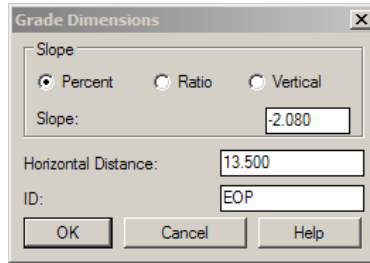 Grade Dimensions
Slope
Percent Ratio Vertical
Slope: -2.080
Horizontal Distance: 13.500
ID: EOP
OK Cancel Help